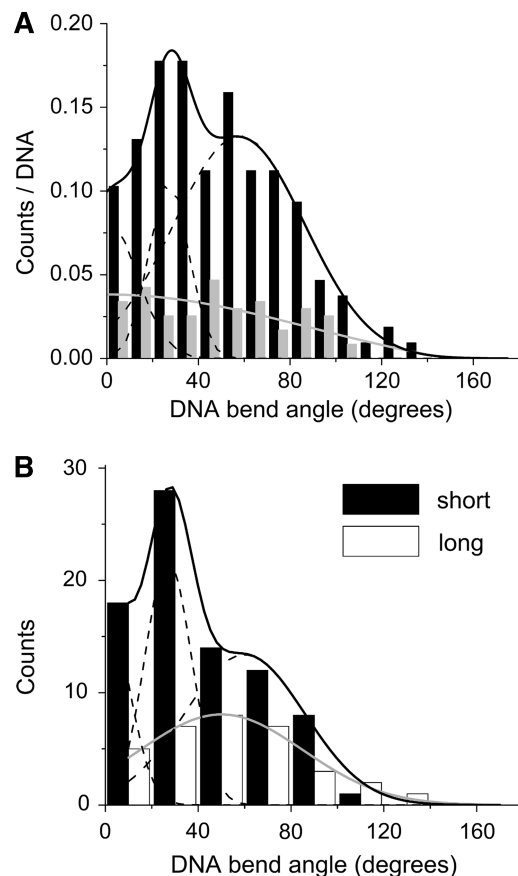 A
0.20
0.15
0.10
0.05
0.00
Counts / DNA
0 40 80 120 160
DNA bend angle (degrees)
B
30
20
10
0
Counts
short
long
0 40 80 120 160
DNA bend angle (degrees)